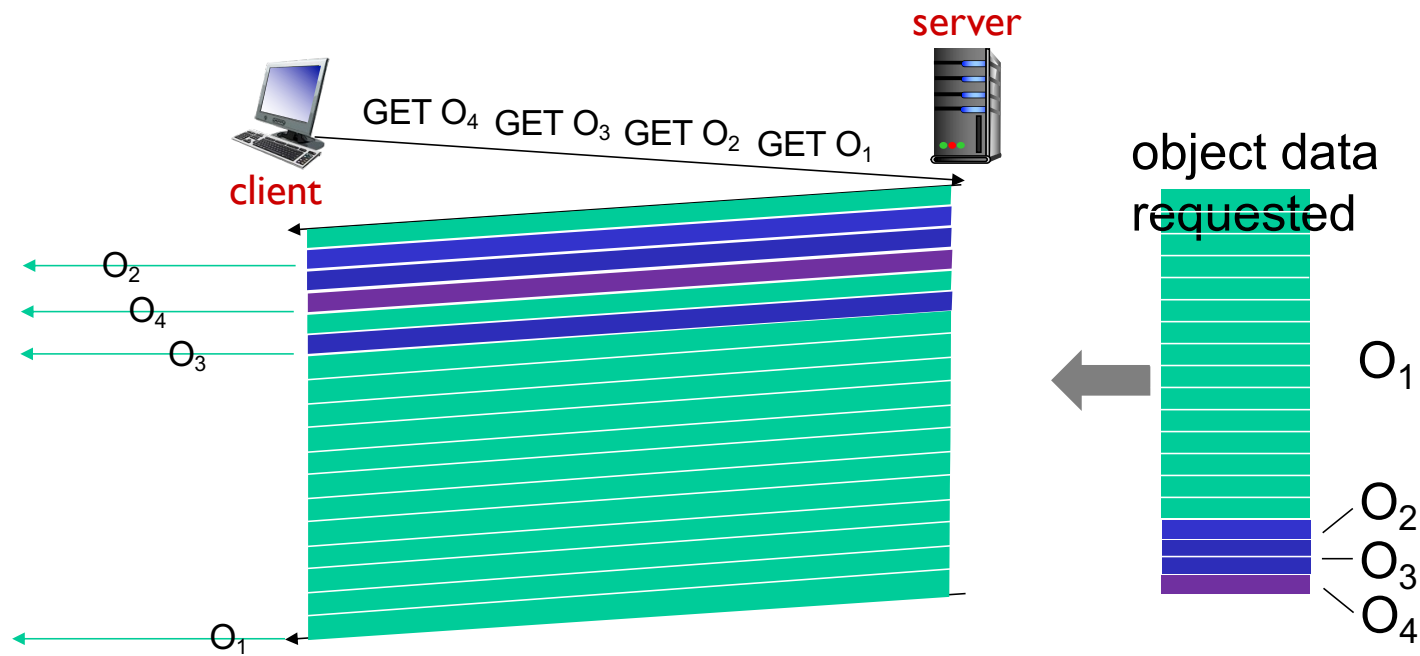 server
GET O₄ GET O₃ GET O₂ GET O₁
client
object data
requested
O₂
O₄
O₃
O₁
O₁
O₂
O₃
O₄